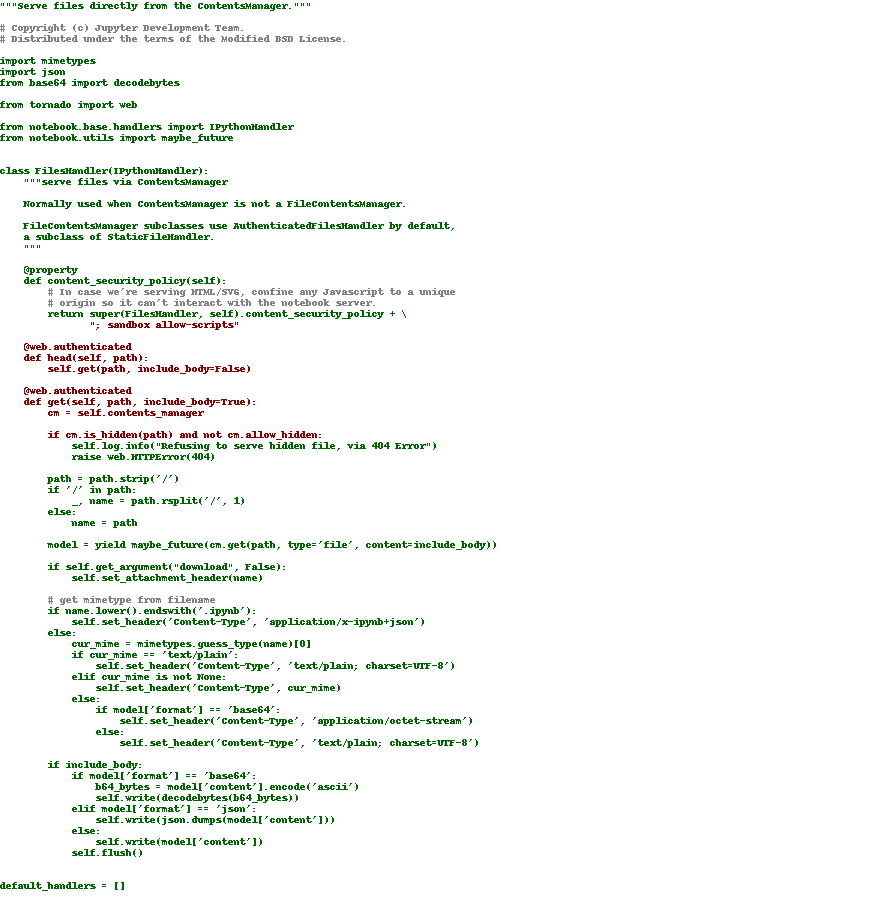 """Serve files directly from the ContentsManager."""

# Copyright (c) Jupyter Development Team.
# Distributed under the terms of the Modified BSD License.

import mimetypes
import json
from base64 import decodebytes

from tornado import web

from notebook.base.handlers import IPythonHandler
from notebook.utils import maybe_future


class FilesHandler(IPythonHandler):
    """serve files via ContentsManager

    Normally used when ContentsManager is not a FileContentsManager.

    FileContentsManager subclasses use AuthenticatedFilesHandler by default,
    a subclass of StaticFileHandler.
    """

    @property
    def content_security_policy(self):
        # In case we're serving HTML/SVG, confine any Javascript to a unique
        # origin so it can't interact with the notebook server.
        return super(FilesHandler, self).content_security_policy + \
               "; sandbox allow-scripts"

    @web.authenticated
    def head(self, path):
        self.get(path, include_body=False)

    @web.authenticated
    def get(self, path, include_body=True):
        cm = self.contents_manager

        if cm.is_hidden(path) and not cm.allow_hidden:
            self.log.info("Refusing to serve hidden file, via 404 Error")
            raise web.HTTPError(404)

        path = path.strip('/')
        if '/' in path:
            _, name = path.rsplit('/', 1)
        else:
            name = path

        model = yield maybe_future(cm.get(path, type='file', content=include_body))

        if self.get_argument("download", False):
            self.set_attachment_header(name)

        # get mimetype from filename
        if name.lower().endswith('.ipynb'):
            self.set_header('Content-Type', 'application/x-ipynb+json')
        else:
            cur_mime = mimetypes.guess_type(name)[0]
            if cur_mime == 'text/plain':
                self.set_header('Content-Type', 'text/plain; charset=UTF-8')
            elif cur_mime is not None:
                self.set_header('Content-Type', cur_mime)
            else:
                if model['format'] == 'base64':
                    self.set_header('Content-Type', 'application/octet-stream')
                else:
                    self.set_header('Content-Type', 'text/plain; charset=UTF-8')

        if include_body:
            if model['format'] == 'base64':
                b64_bytes = model['content'].encode('ascii')
                self.write(decodebytes(b64_bytes))
            elif model['format'] == 'json':
                self.write(json.dumps(model['content']))
            else:
                self.write(model['content'])
            self.flush()


default_handlers = []